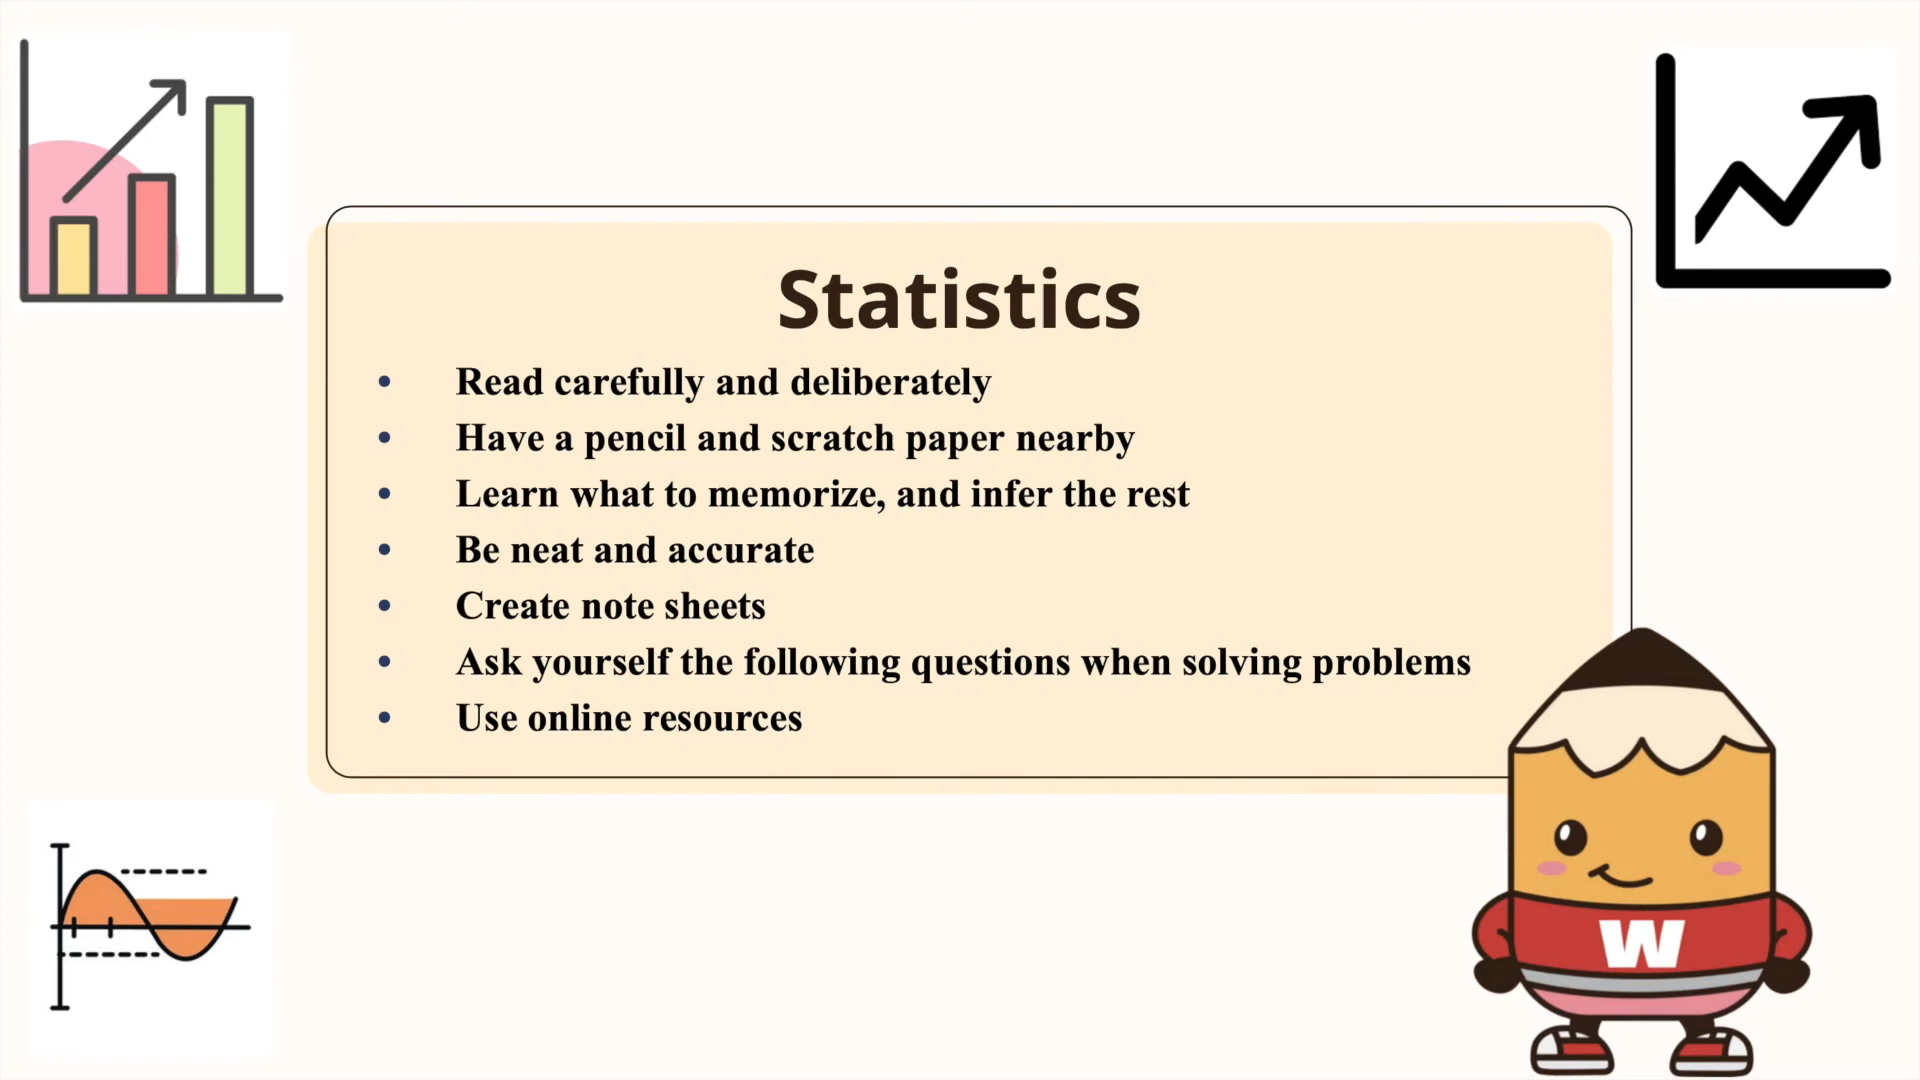 Statistics
• Read carefully and deliberately
• Have a pencil and scratch paper nearby
• Learn what to memorize, and infer the rest
• Be neat and accurate
• Create note sheets
• Ask yourself the following questions when solving problems
• Use online resources
W